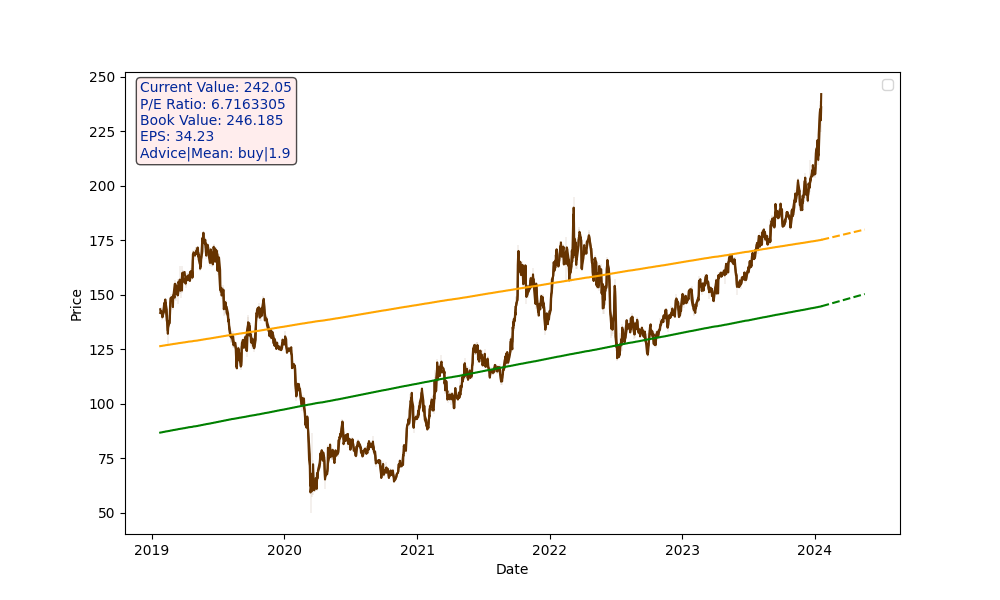 Current Value: 242.05
P/E Ratio: 6.7163305
Book Value: 246.185
EPS: 34.23
Advice|Mean: buy|1.9
250
225
200
175
150
125
100
75
50
Price
2019 2020 2021 2022 2023 2024
Date